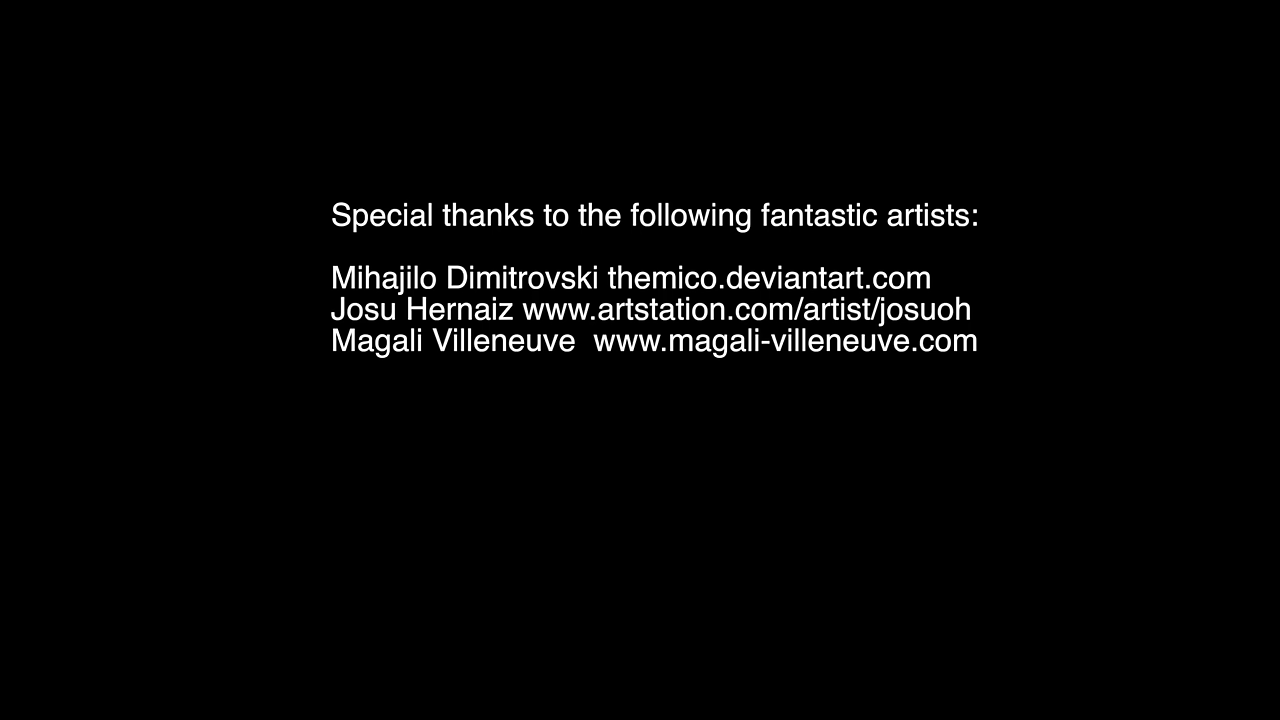 Special thanks to the following fantastic artists:
Mihajilo Dimitrovski themico.deviantart.com
Josu Hernaiz www.artstation.com/artist/josuoh
Magali Villeneuve  www.magali-villeneuve.com